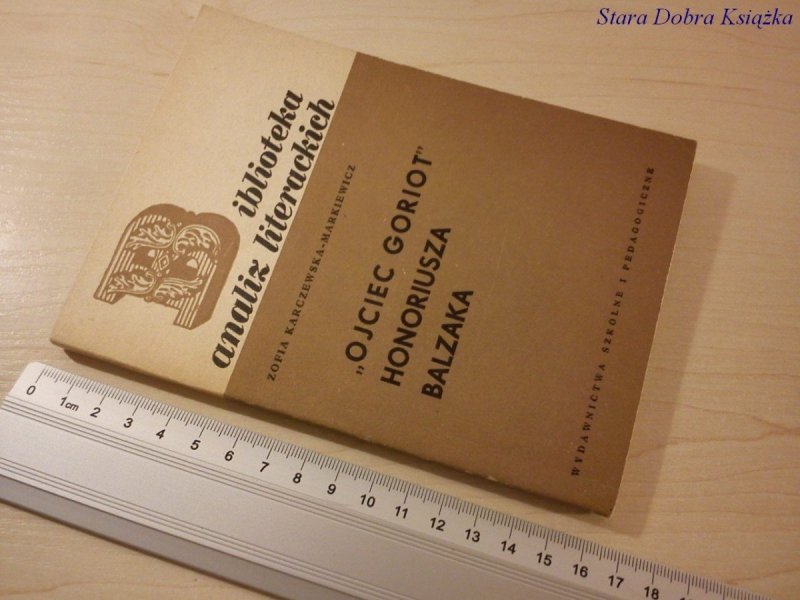 Stara Dobra Książka
Biblioteka
analiz literackich
ZOFIA KARCZEWSKA-MARKIEWICZ
„OJCIEC GORIOT”
HONORIUSZA
BALZAKA
WYDAWNICTWA SZKOLNE I PEDAGOGICZNE
0 1cm 2 3 4 5 6 7 8 9 10 11 12 13 14 15 16 17 18